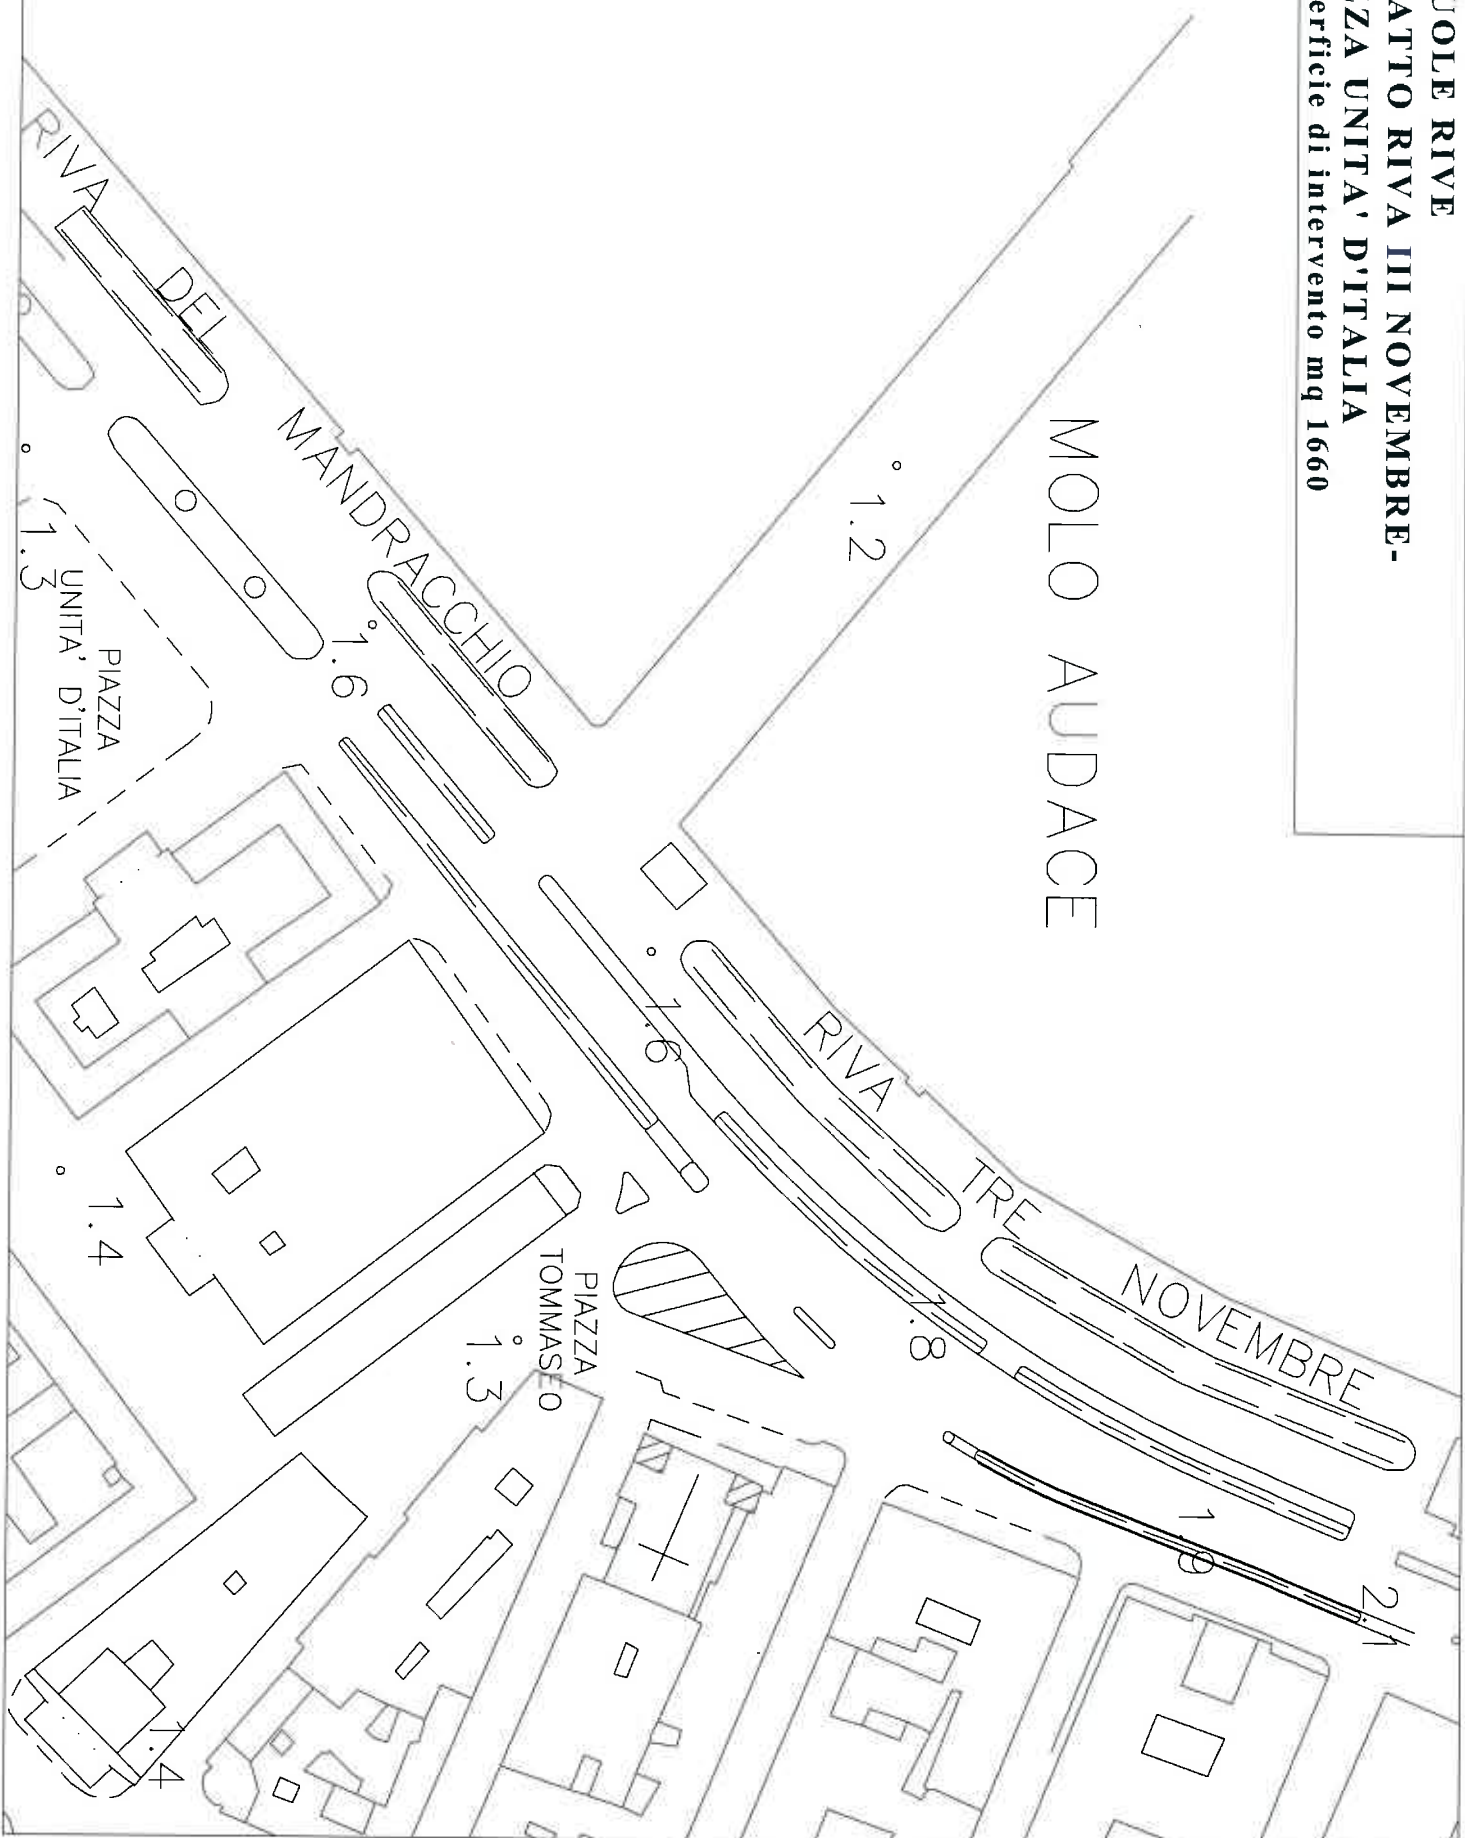 UOLE RIVE
ATTO RIVA III NOVEMBRE-
ZZA UNITA' D'ITALIA
erficie di intervento mq 1660
MOLO AUDACE
1.2
RIVA DEL MANDRACCHIO
RIVA TRE NOVEMBRE
1.6
1.6
1.8
1.9
2.1
1.3
PIAZZA
UNITA' D'ITALIA
PIAZZA
TOMMASEO
1.3
1.4
1.4